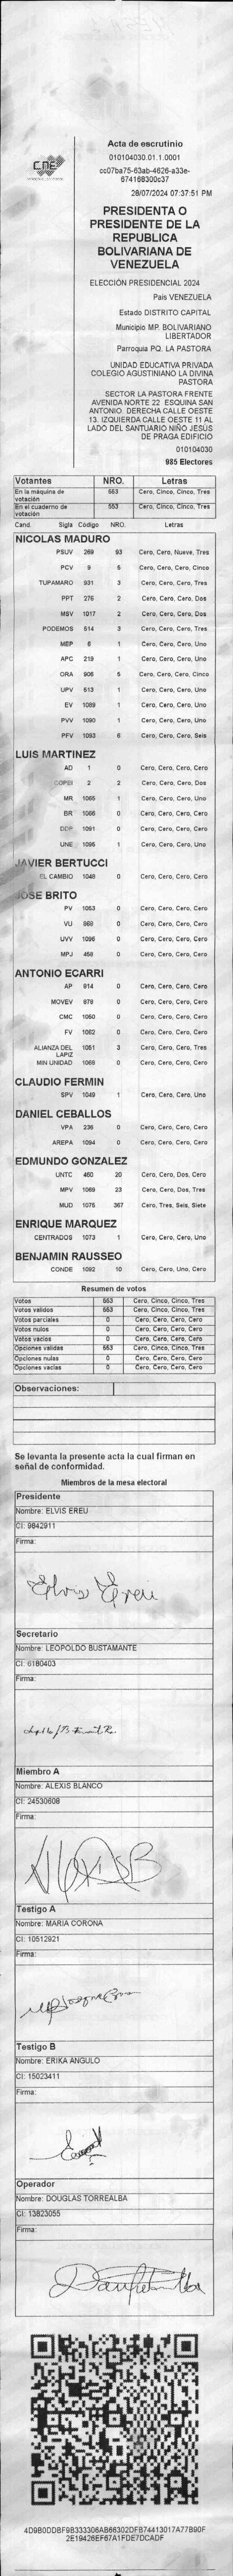 CNE
Acta de escrutinio
010104030.01.1.0001
cc07ba75-63ab-4626-a33e-
674168300c37
28/07/2024 07:37:51 PM
PRESIDENTA O
PRESIDENTE DE LA
REPUBLICA
BOLIVARIANA DE
VENEZUELA
ELECCIÓN PRESIDENCIAL 2024
Pais VENEZUELA
Estado DISTRITO CAPITAL
Municipio MP. BOLIVARIANO
LIBERTADOR
Parroquia PQ. LA PASTORA
UNIDAD EDUCATIVA PRIVADA
COLEGIO AGUSTINIANO LA DIVINA
PASTORA
SECTOR LA PASTORA FRENTE
AVENIDA NORTE 22. ESQUINA SAN
ANTONIO. DERECHA CALLE OESTE
13. IZQUIERDA CALLE OESTE 11 AL
LADO DEL SANTUARIO NIÑO JESÚS
DE PRAGA EDIFICIO
010104030
985 Electores
Votantes NRO. Letras
En la máquina de votación 553 Cero, Cinco, Cinco, Tres
En el cuaderno de votación 553 Cero, Cinco, Cinco, Tres
Cand. Sigla Código NRO. Letras
NICOLAS MADURO
PSUV 269 93 Cero, Cero, Nueve, Tres
PCV 9 5 Cero, Cero, Cero, Cinco
TUPAMARO 931 3 Cero, Cero, Cero, Tres
PPT 275 2 Cero, Cero, Cero, Dos
MSV 1017 2 Cero, Cero, Cero, Dos
PODEMOS 514 3 Cero, Cero, Cero, Tres
MEP 6 1 Cero, Cero, Cero, Uno
APC 219 1 Cero, Cero, Cero, Uno
ORA 906 5 Cero, Cero, Cero, Cinco
UPV 513 1 Cero, Cero, Cero, Uno
EV 1089 1 Cero, Cero, Cero, Uno
PVV 1090 1 Cero, Cero, Cero, Uno
PFV 1093 6 Cero, Cero, Cero, Seis
LUIS MARTINEZ
AD 1 0 Cero, Cero, Cero, Cero
COPEI 2 2 Cero, Cero, Cero, Dos
MR 1065 1 Cero, Cero, Cero, Uno
BR 1066 0 Cero, Cero, Cero, Cero
DDP 1091 0 Cero, Cero, Cero, Cero
UNE 1095 1 Cero, Cero, Cero, Uno
JAVIER BERTUCCI
EL CAMBIO 1048 0 Cero, Cero, Cero, Cero
JOSE BRITO
PV 1053 0 Cero, Cero, Cero, Cero
VU 868 0 Cero, Cero, Cero, Cero
UVV 1096 0 Cero, Cero, Cero, Cero
MPJ 458 0 Cero, Cero, Cero, Cero
ANTONIO ECARRI
AP 814 0 Cero, Cero, Cero, Cero
MOVEV 878 0 Cero, Cero, Cero, Cero
CMC 1050 0 Cero, Cero, Cero, Cero
FV 1062 0 Cero, Cero, Cero, Cero
ALIANZA DEL LAPIZ 1051 3 Cero, Cero, Cero, Tres
MIN UNIDAD 1068 0 Cero, Cero, Cero, Cero
CLAUDIO FERMIN
SPV 1049 1 Cero, Cero, Cero, Uno
DANIEL CEBALLOS
VPA 236 0 Cero, Cero, Cero, Cero
AREPA 1094 0 Cero, Cero, Cero, Cero
EDMUNDO GONZALEZ
UNTC 450 20 Cero, Cero, Dos, Cero
MPV 1069 23 Cero, Cero, Dos, Tres
MUD 1075 367 Cero, Tres, Seis, Siete
ENRIQUE MARQUEZ
CENTRADOS 1073 1 Cero, Cero, Cero, Uno
BENJAMIN RAUSSEO
CONDE 1092 10 Cero, Cero, Uno, Cero
Resumen de votos
Votos 553 Cero, Cinco, Cinco, Tres
Votos validos 553 Cero, Cinco, Cinco, Tres
Votos parciales 0 Cero, Cero, Cero, Cero
Votos nulos 0 Cero, Cero, Cero, Cero
Votos vacios 0 Cero, Cero, Cero, Cero
Opciones validas 553 Cero, Cinco, Cinco, Tres
Opciones nulas 0 Cero, Cero, Cero, Cero
Opciones vacias 0 Cero, Cero, Cero, Cero
Observaciones:
Se levanta la presente acta la cual firman en
señal de conformidad.
Miembros de la mesa electoral
Presidente
Nombre: ELVIS EREU
CI: 9842911
Firma:
Elvis Ereu
Secretario
Nombre: LEOPOLDO BUSTAMANTE
CI: 6180403
Firma:
Miembro A
Nombre: ALEXIS BLANCO
CI: 24530608
Firma:
Testigo A
Nombre: MARIA CORONA
CI: 10512921
Firma:
Testigo B
Nombre: ERIKA ANGULO
CI: 15023411
Firma:
Operador
Nombre: DOUGLAS TORREALBA
CI: 13823055
Firma:
4D9B0DDBF9B333306AB66302DFB74413017A77B90F
2E19426EF67A1FDE7DCADF